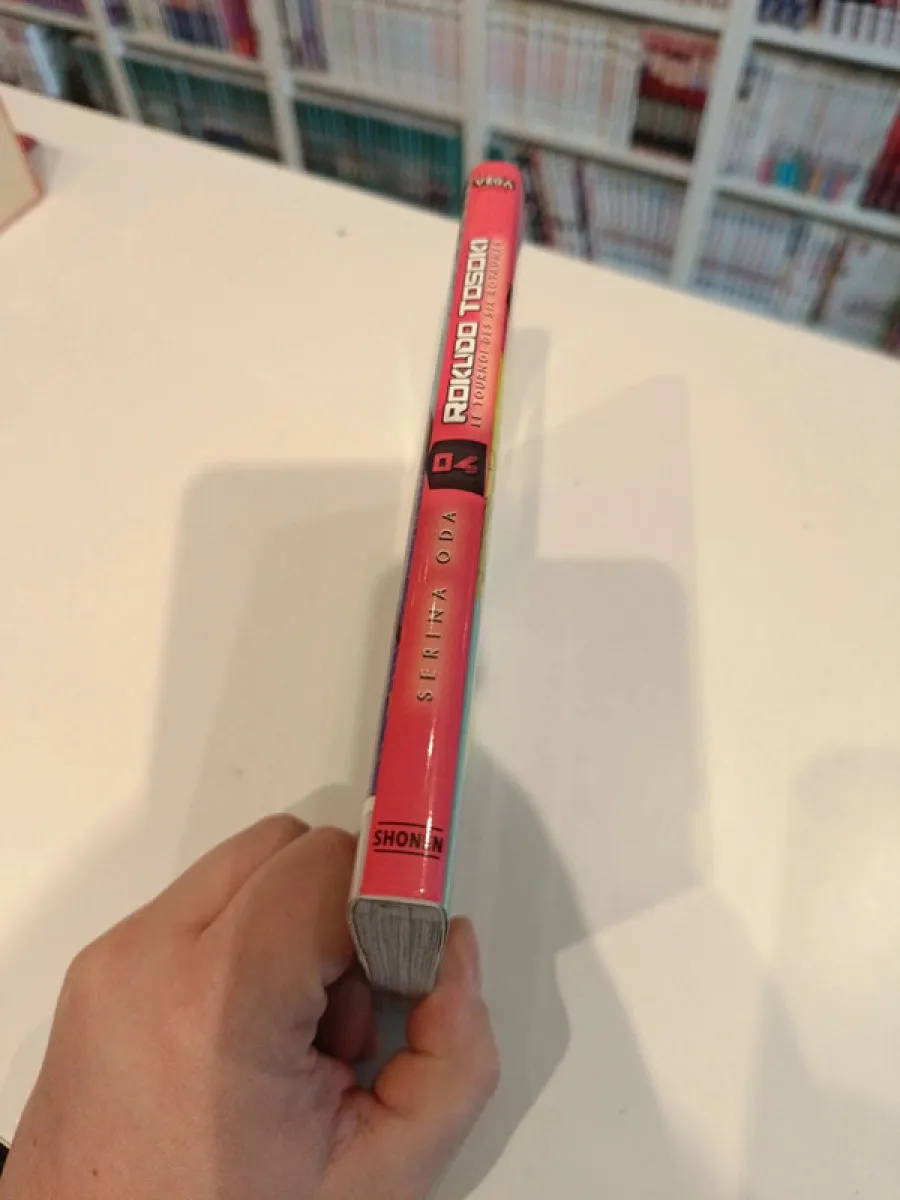 VEGA
ROKUDO TOSOKI
LE TOURNOI DES SIX ROYAUMES
04
SERINA ODA
SHONEN